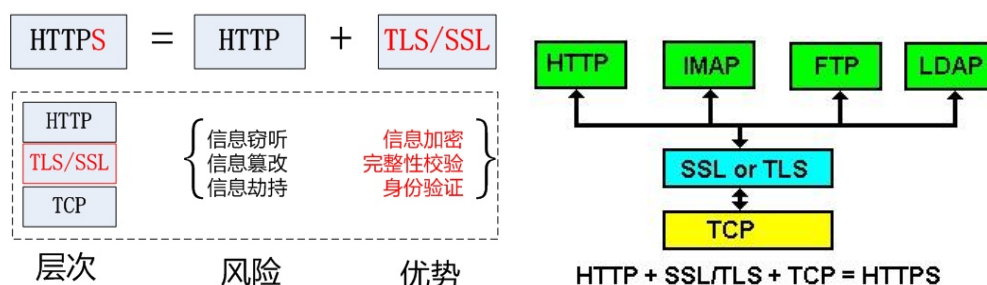 HTTPS = HTTP + TLS/SSL
HTTP
TLS/SSL
TCP
信息窃听
信息篡改
信息劫持
信息加密
完整性校验
身份验证
层次 风险 优势
HTTP IMAP FTP LDAP
SSL or TLS
TCP
HTTP + SSL/TLS + TCP = HTTPS